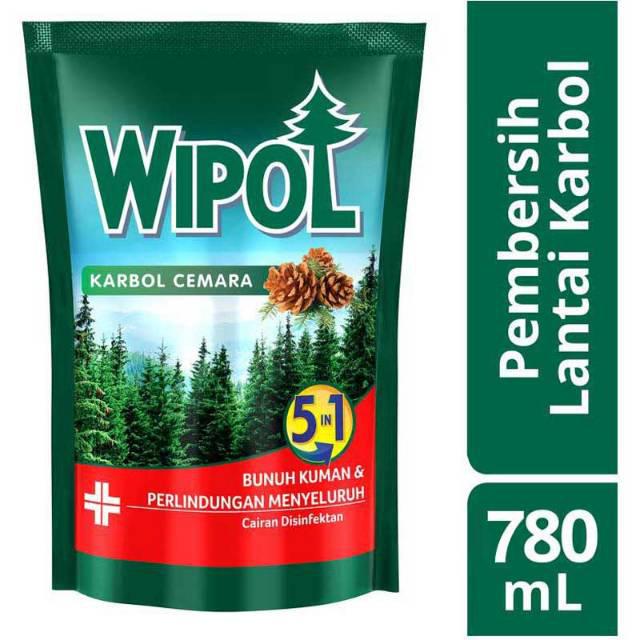 WIPOL
KARBOL CEMARA
5 IN 1
BUNUH KUMAN &
PERLINDUNGAN MENYELURUH
Cairan Disinfektan
Pembersih
Lantai Karbol
780
mL